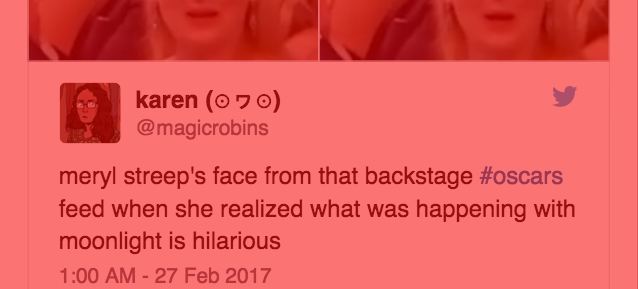 karen (⊙ヮ⊙)
@magicrobins
meryl streep's face from that backstage #oscars
feed when she realized what was happening with
moonlight is hilarious
1:00 AM - 27 Feb 2017